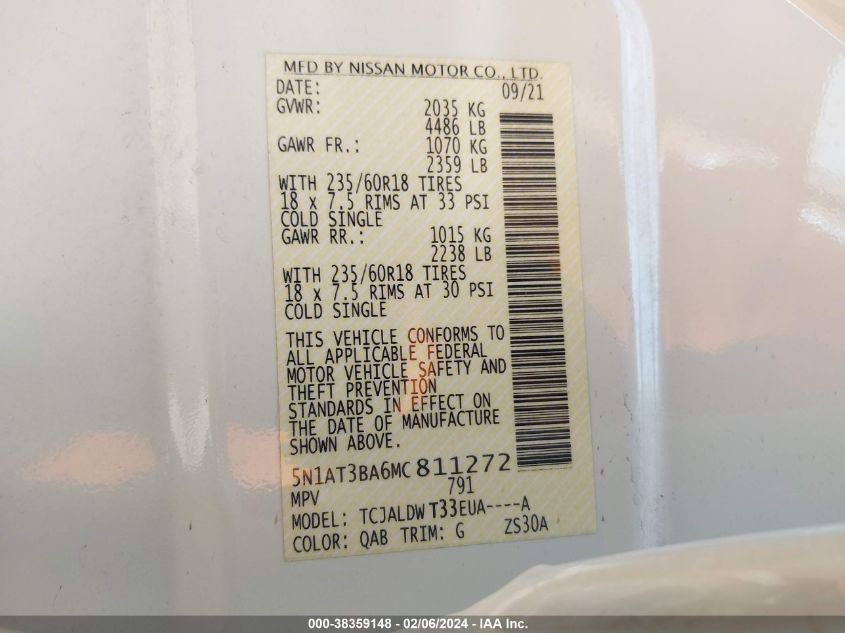 MFD BY NISSAN MOTOR CO., LTD.
DATE: 09/21
GVWR: 2035 KG
4486 LB
GAWR FR.: 1070 KG
2359 LB
WITH 235/60R18 TIRES
18 x 7.5 RIMS AT 33 PSI
COLD SINGLE
GAWR RR.: 1015 KG
2238 LB
WITH 235/60R18 TIRES
18 x 7.5 RIMS AT 30 PSI
COLD SINGLE
THIS VEHICLE CONFORMS TO
ALL APPLICABLE FEDERAL
MOTOR VEHICLE SAFETY AND
THEFT PREVENTION
STANDARDS IN EFFECT ON
THE DATE OF MANUFACTURE
SHOWN ABOVE.
5N1AT3BA6MC811272
MPV 791
MODEL: TCJALDW T33EUA----A
COLOR: QAB TRIM: G ZS30A
000-38359148 - 02/06/2024 - IAA Inc.